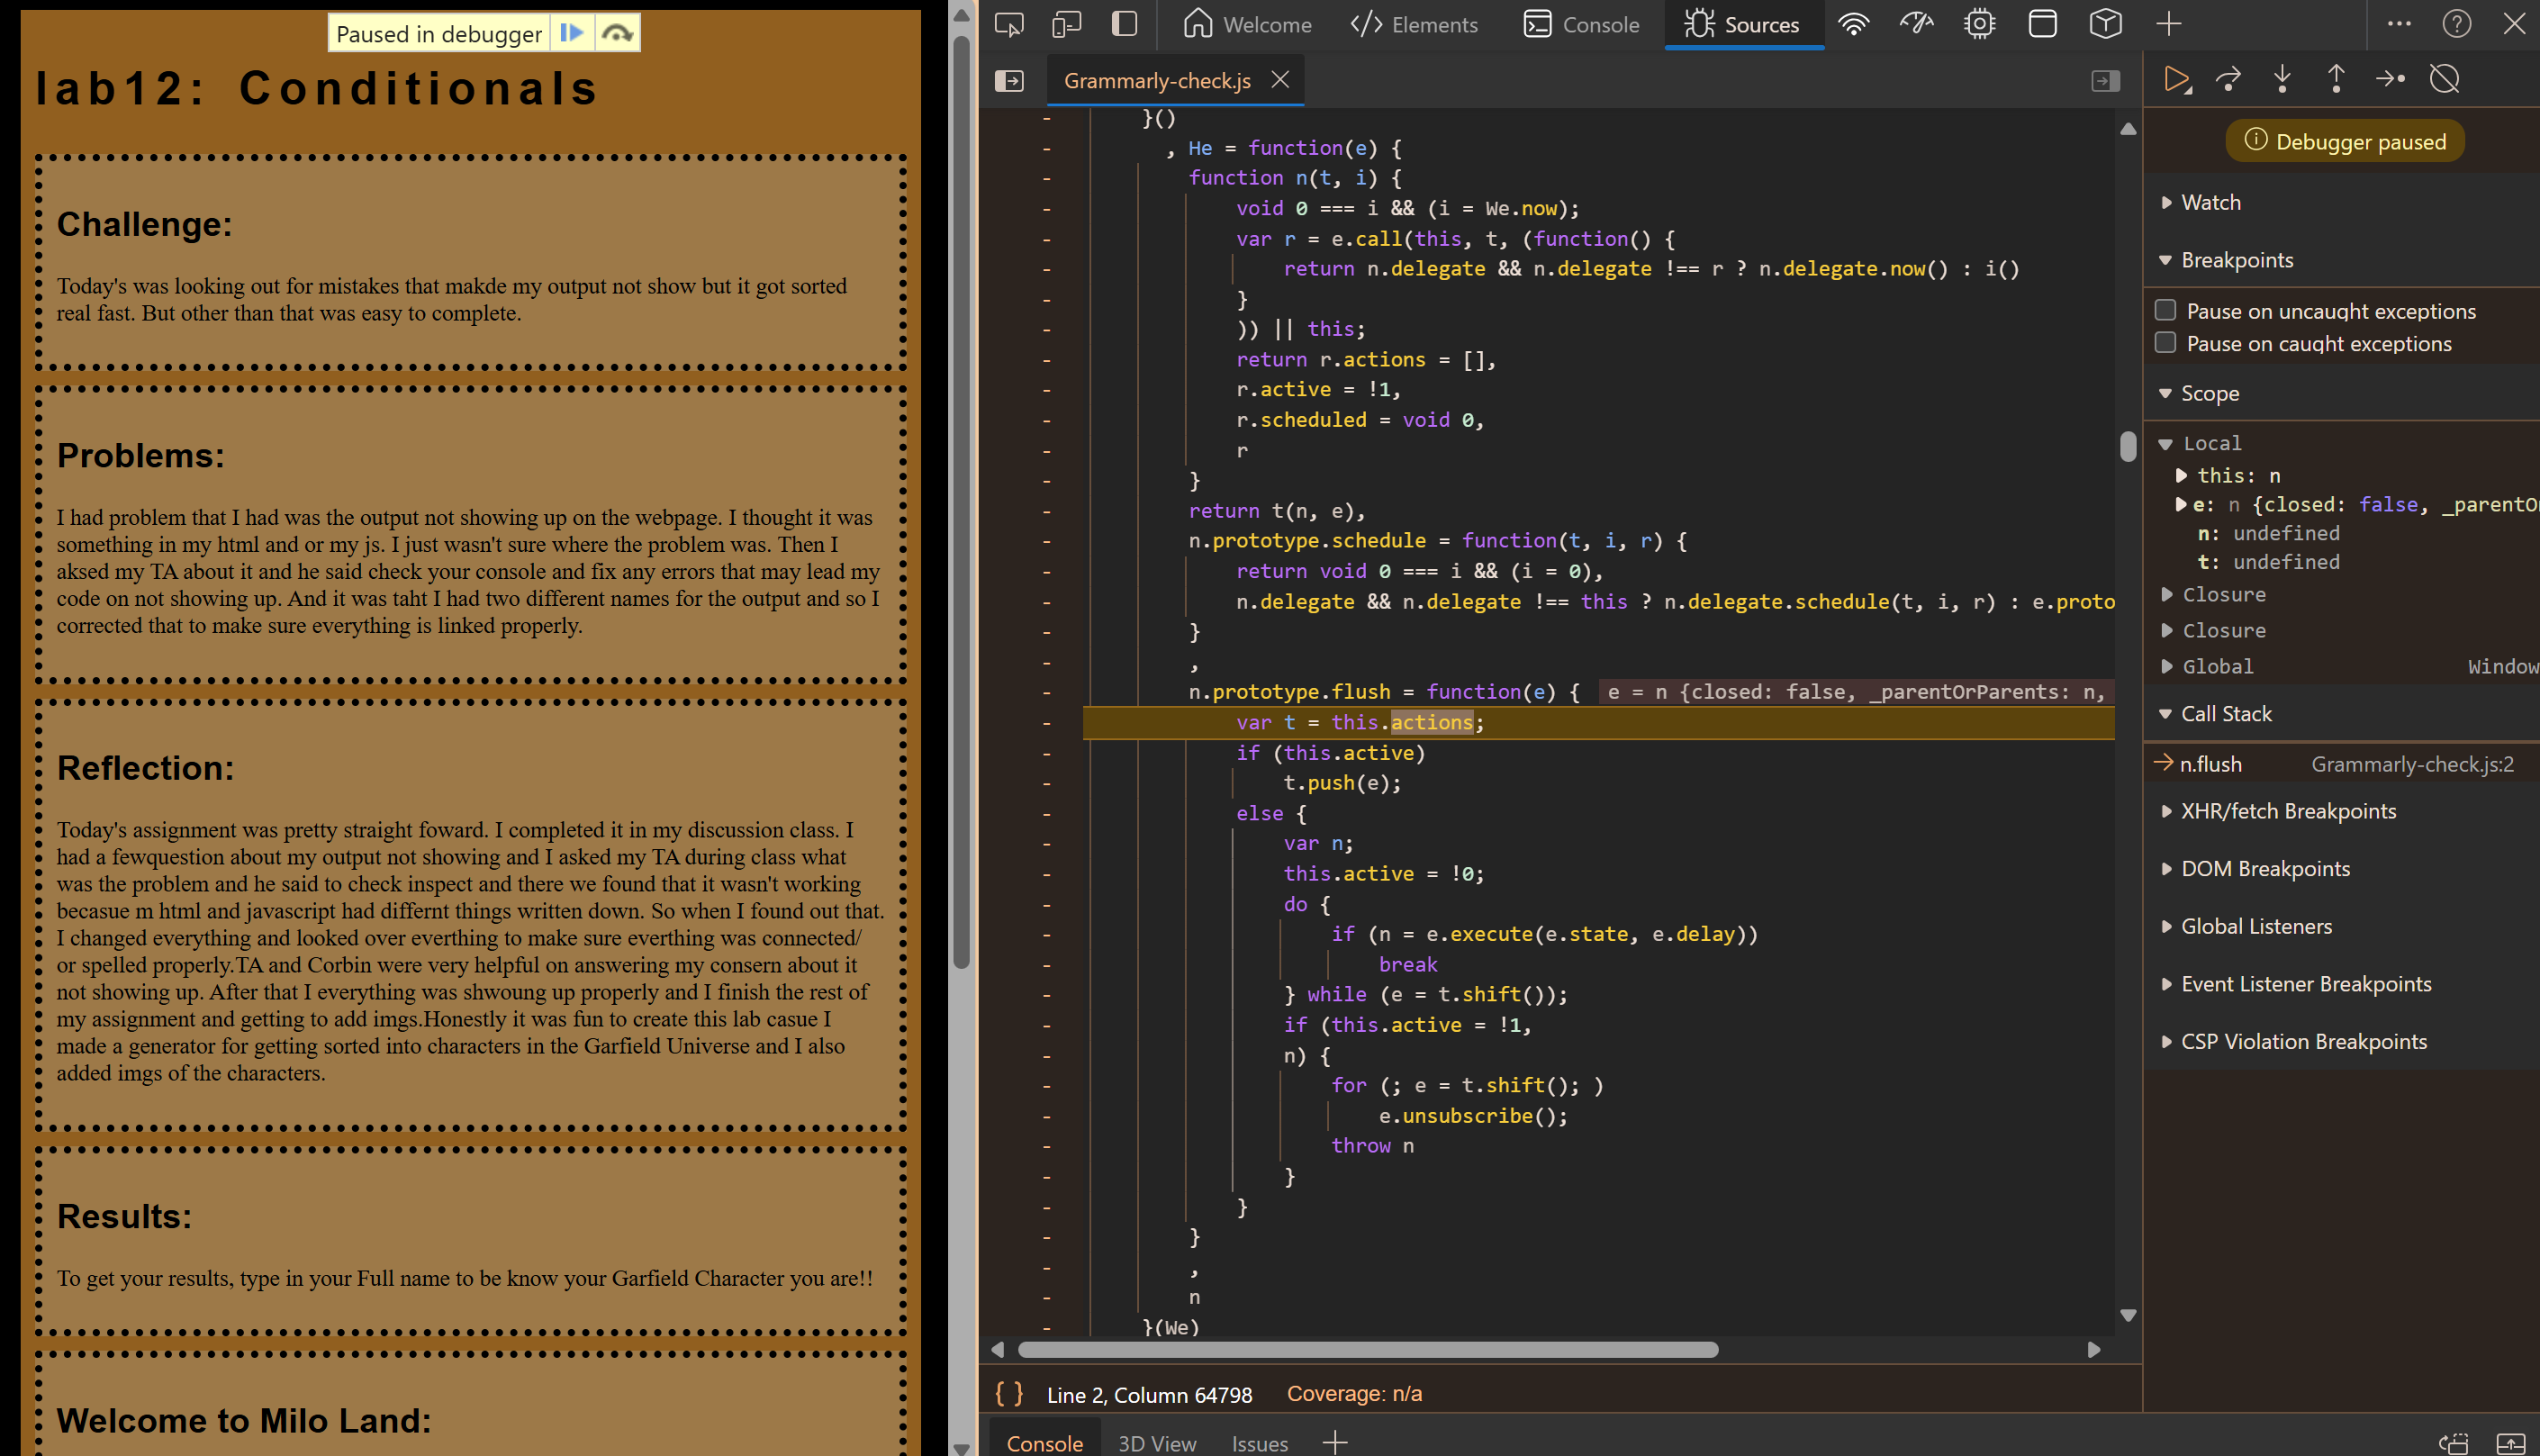 Paused in debugger
lab12: Conditionals
Challenge:
Today's was looking out for mistakes that makde my output not show but it got sorted
real fast. But other than that was easy to complete.
Problems:
I had problem that I had was the output not showing up on the webpage. I thought it was
something in my html and or my js. I just wasn't sure where the problem was. Then I
aksed my TA about it and he said check your console and fix any errors that may lead my
code on not showing up. And it was taht I had two different names for the output and so I
corrected that to make sure everything is linked properly.
Reflection:
Today's assignment was pretty straight foward. I completed it in my discussion class. I
had a fewquestion about my output not showing and I asked my TA during class what
was the problem and he said to check inspect and there we found that it wasn't working
becasue m html and javascript had differnt things written down. So when I found out that.
I changed everything and looked over everthing to make sure everthing was connected/
or spelled properly.TA and Corbin were very helpful on answering my consern about it
not showing up. After that I everything was shwoung up properly and I finish the rest of
my assignment and getting to add imgs.Honestly it was fun to create this lab casue I
made a generator for getting sorted into characters in the Garfield Universe and I also
added imgs of the characters.
Results:
To get your results, type in your Full name to be know your Garfield Character you are!!
Welcome to Milo Land:
Welcome
Elements
Console
Sources
Grammarly-check.js
}()
, He = function(e) {
function n(t, i) {
void 0 === i && (i = We.now);
var r = e.call(this, t, (function() {
return n.delegate && n.delegate !== r ? n.delegate.now() : i()
}
)) || this;
return r.actions = [],
r.active = !1,
r.scheduled = void 0,
r
}
return t(n, e),
n.prototype.schedule = function(t, i, r) {
return void 0 === i && (i = 0),
n.delegate && n.delegate !== this ? n.delegate.schedule(t, i, r) : e.proto
}
,
n.prototype.flush = function(e) { e = n {closed: false, _parentOrParents: n,
var t = this.actions;
if (this.active)
t.push(e);
else {
var n;
this.active = !0;
do {
if (n = e.execute(e.state, e.delay))
break
} while (e = t.shift());
if (this.active = !1,
n) {
for (; e = t.shift(); )
e.unsubscribe();
throw n
}
}
}
,
n
}(We)
{ } Line 2, Column 64798 Coverage: n/a
Console 3D View Issues
Debugger paused
Watch
Breakpoints
Pause on uncaught exceptions
Pause on caught exceptions
Scope
Local
this: n
e: n {closed: false, _parentO
n: undefined
t: undefined
Closure
Closure
Global Window
Call Stack
n.flush Grammarly-check.js:2
XHR/fetch Breakpoints
DOM Breakpoints
Global Listeners
Event Listener Breakpoints
CSP Violation Breakpoints